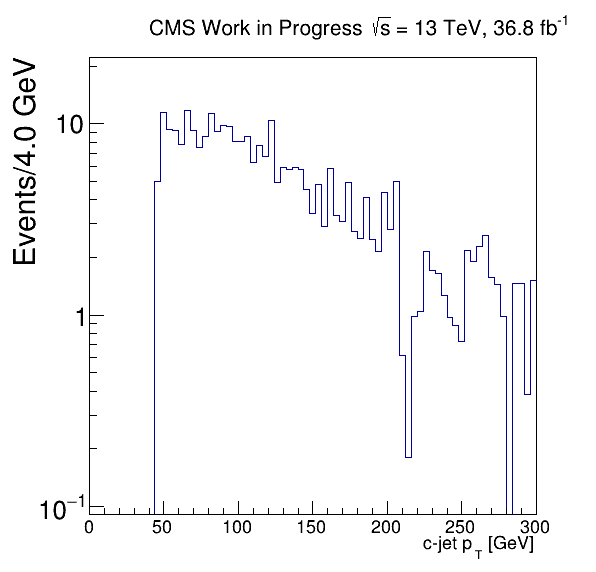 CMS Work in Progress √s = 13 TeV, 36.8 fb⁻¹
Events/4.0 GeV
10
1
10⁻¹
0 50 100 150 200 250 300
c-jet p_T [GeV]